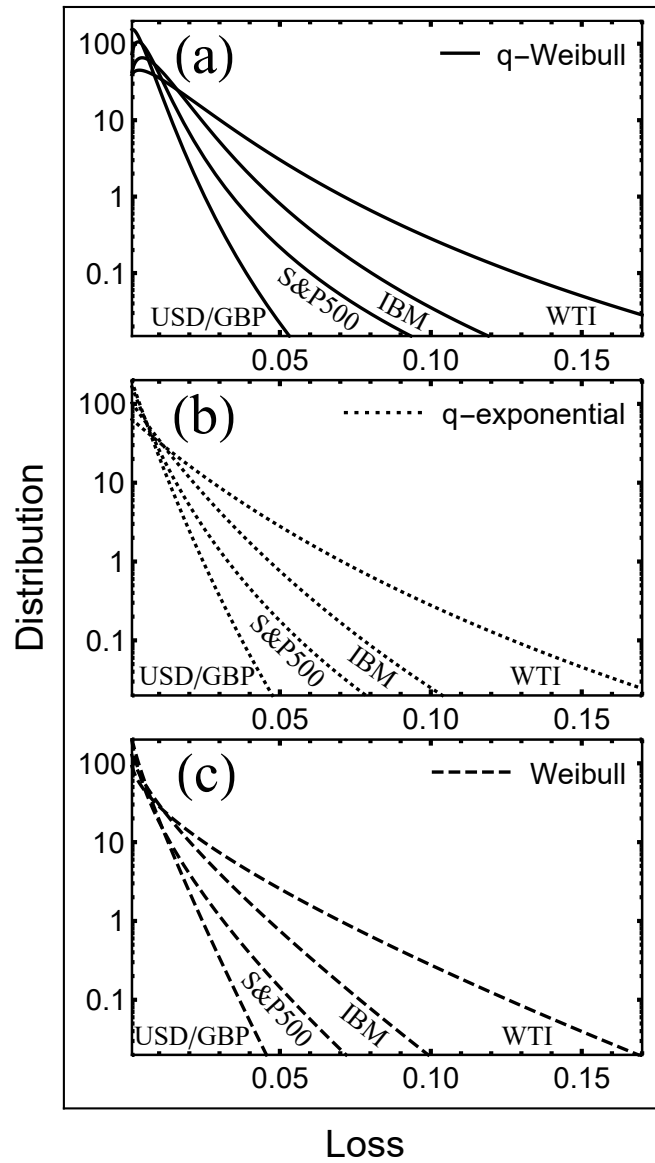 (a)
q−Weibull
100
10
1
0.1
USD/GBP
S&P500
IBM
WTI
0.05
0.10
0.15
(b)
q−exponential
100
10
1
0.1
USD/GBP
S&P500
IBM
WTI
0.05
0.10
0.15
(c)
Weibull
100
10
1
0.1
USD/GBP
S&P500
IBM
WTI
0.05
0.10
0.15
Distribution
Loss